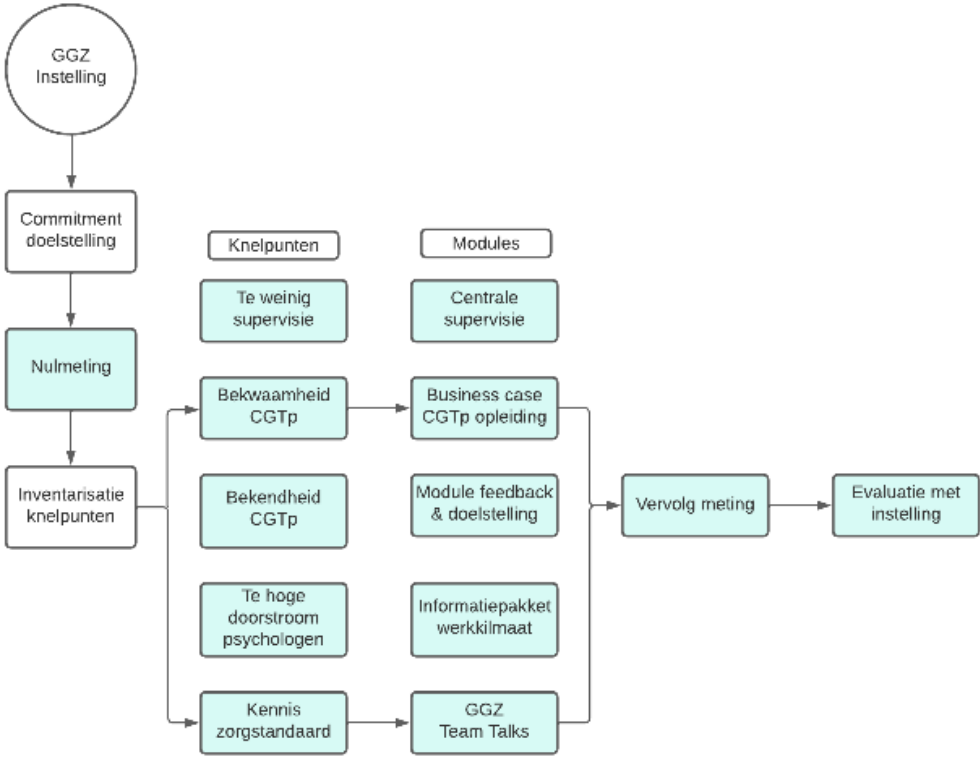 GGZ
Instelling
Commitment
doelstelling
Nulmeting
Inventarisatie
knelpunten
Knelpunten
Te weinig
supervisie
Bekwaamheid
CGTp
Bekendheid
CGTp
Te hoge
doorstroom
psychologen
Kennis
zorgstandaard
Modules
Centrale
supervisie
Business case
CGTp opleiding
Module feedback
& doelstelling
Informatiepakket
werkkilmaat
GGZ
Team Talks
Vervolg meting
Evaluatie met
instelling